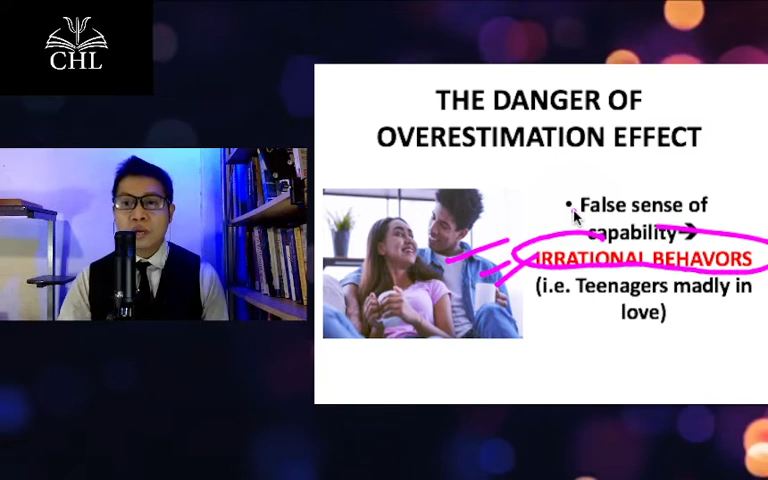 CHL
THE DANGER OF
OVERESTIMATION EFFECT
• False sense of
capability→
IRRATIONAL BEHAVORS
(i.e. Teenagers madly in
love)